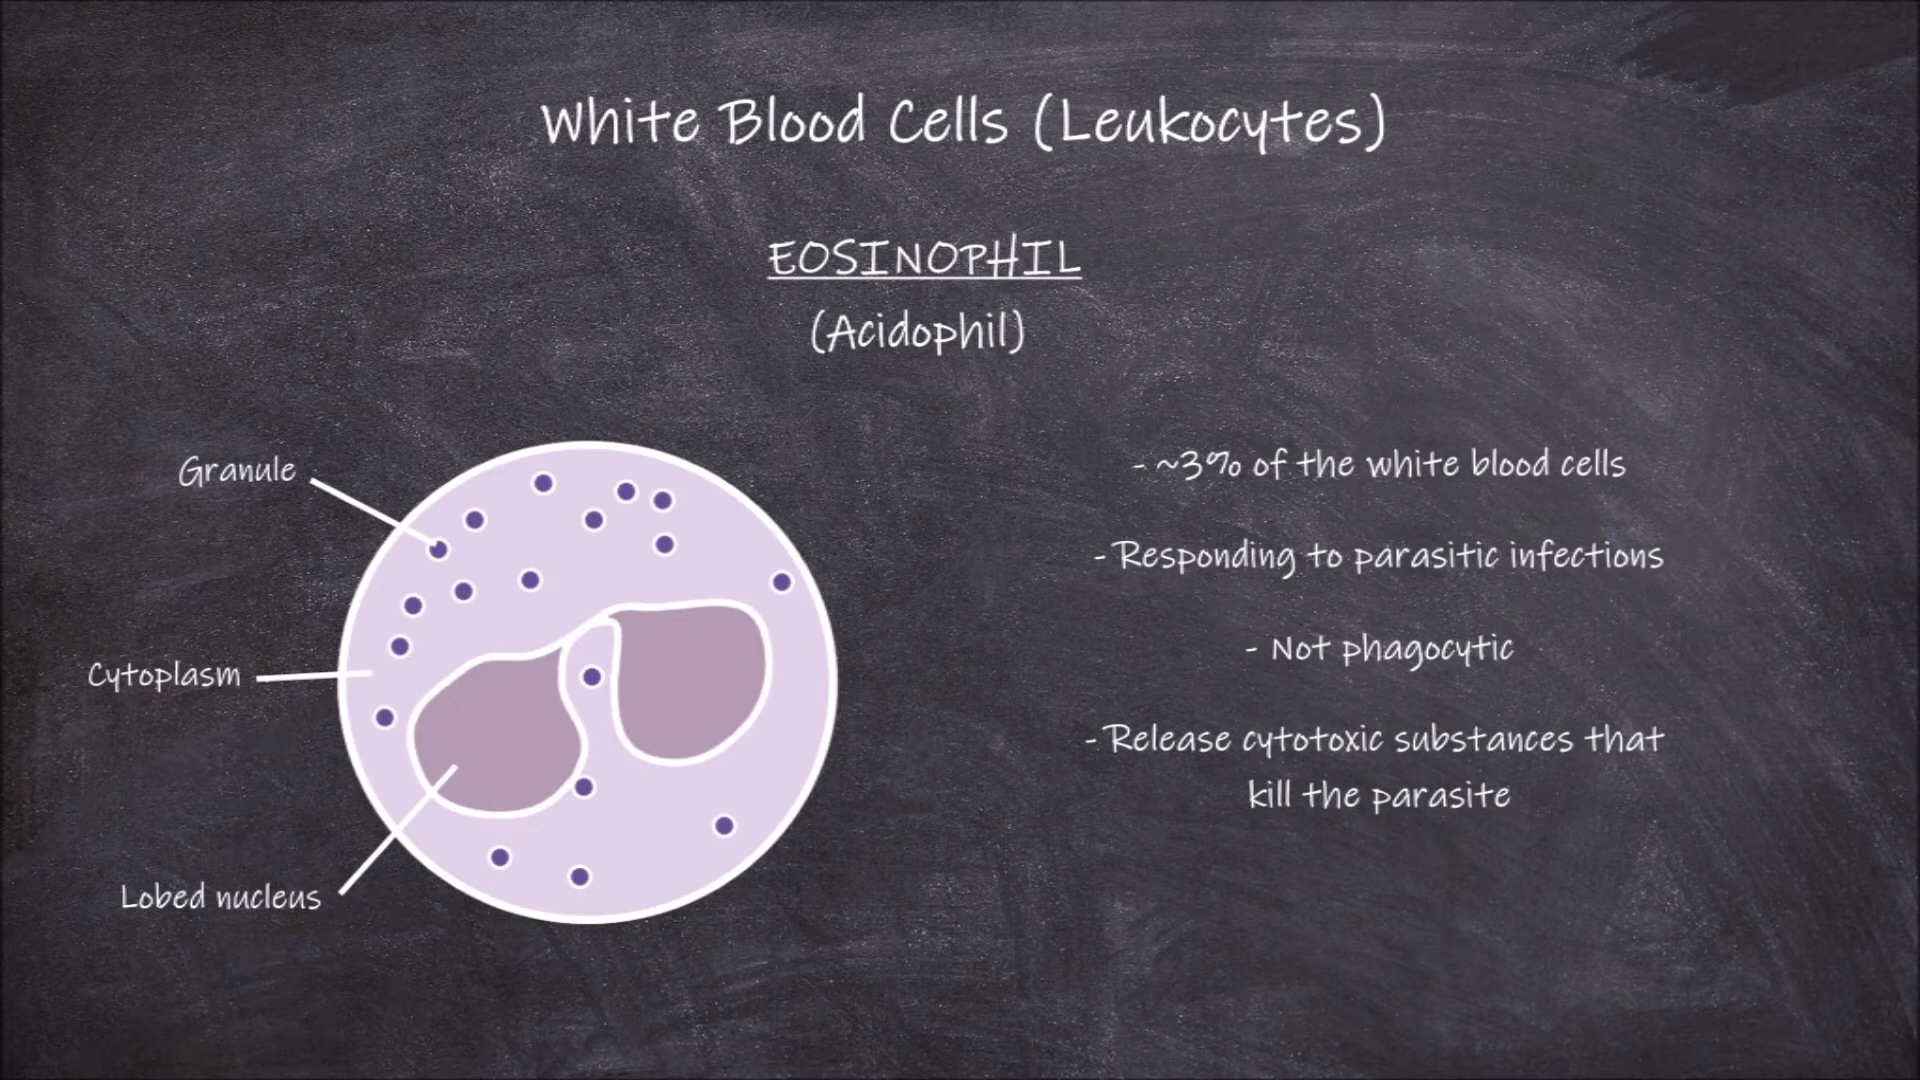 White Blood Cells (Leukocytes)
EOSINOPHIL
(Acidophil)
Granule
Cytoplasm
Lobed nucleus
- ~3% of the white blood cells
- Responding to parasitic infections
- Not phagocytic
- Release cytotoxic substances that
kill the parasite